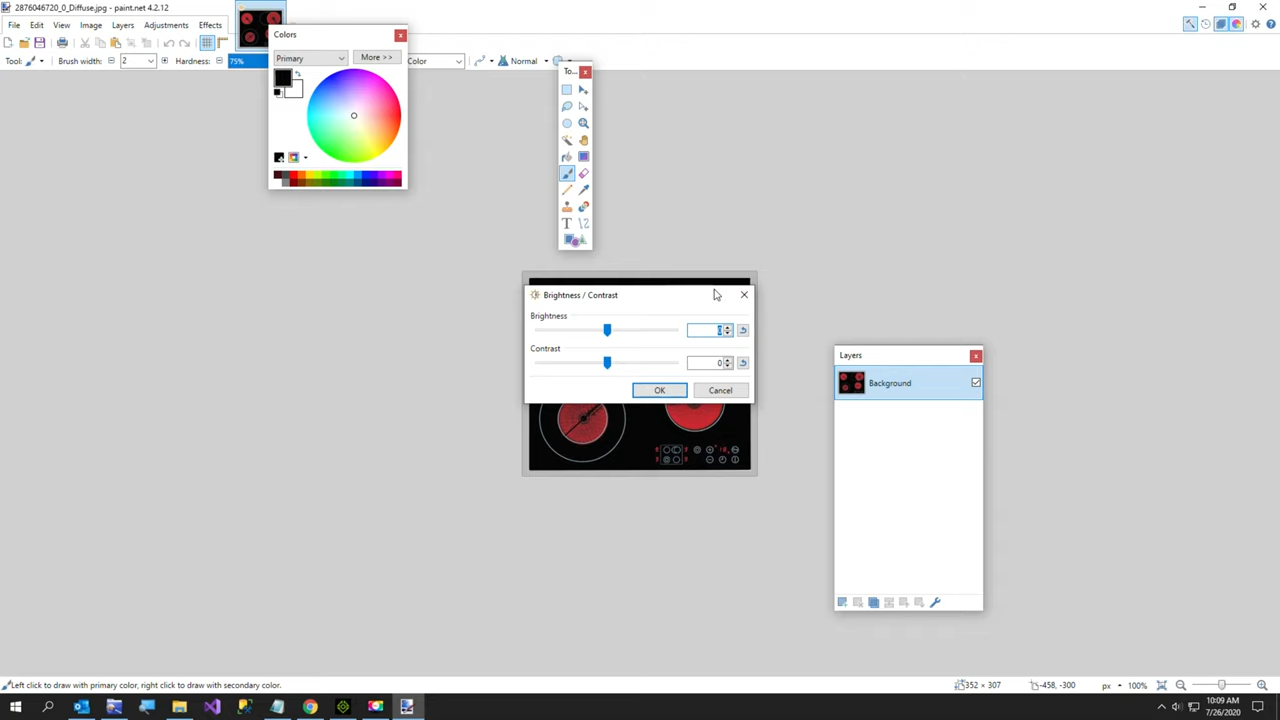 2876046720_0_Diffuse.jpg - paint.net 4.2.12
File Edit View Image Layers Adjustments Effects
Tool: Brush width: 2 Hardness: 75% Color Normal
Colors
Primary
More >>
To...
Brightness / Contrast
Brightness
0
Contrast
0
OK Cancel
Layers
Background
Left click to draw with primary color, right click to draw with secondary color.
352 × 307 -458, -300 px 100%
10:09 AM
7/26/2020